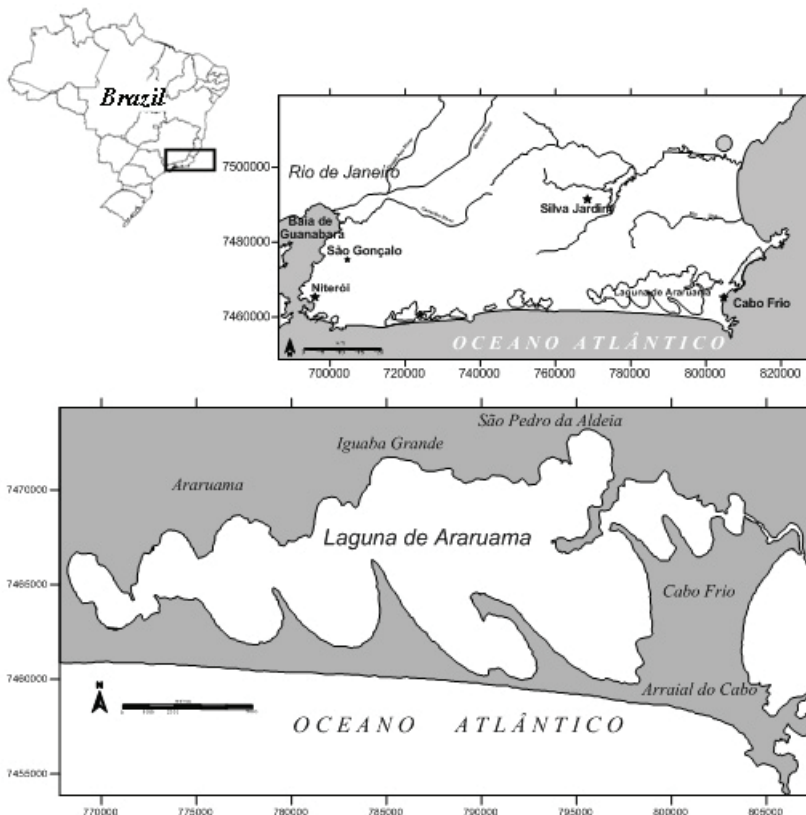 Brazil
7500000
7480000
7460000
Rio de Janeiro
Baia de
Guanabara
São Gonçalo
Niterói
Silva Jardim
Laguna de Araruama
Cabo Frio
OCEANO ATLÂNTICO
700000 720000 740000 760000 780000 800000 820000
São Pedro da Aldeia
Iguaba Grande
Araruama
Laguna de Araruama
Cabo Frio
Arraial do Cabo
7470000
7465000
7460000
7455000
N
OCEANO ATLÂNTICO
770000 775000 780000 785000 790000 795000 800000 805000